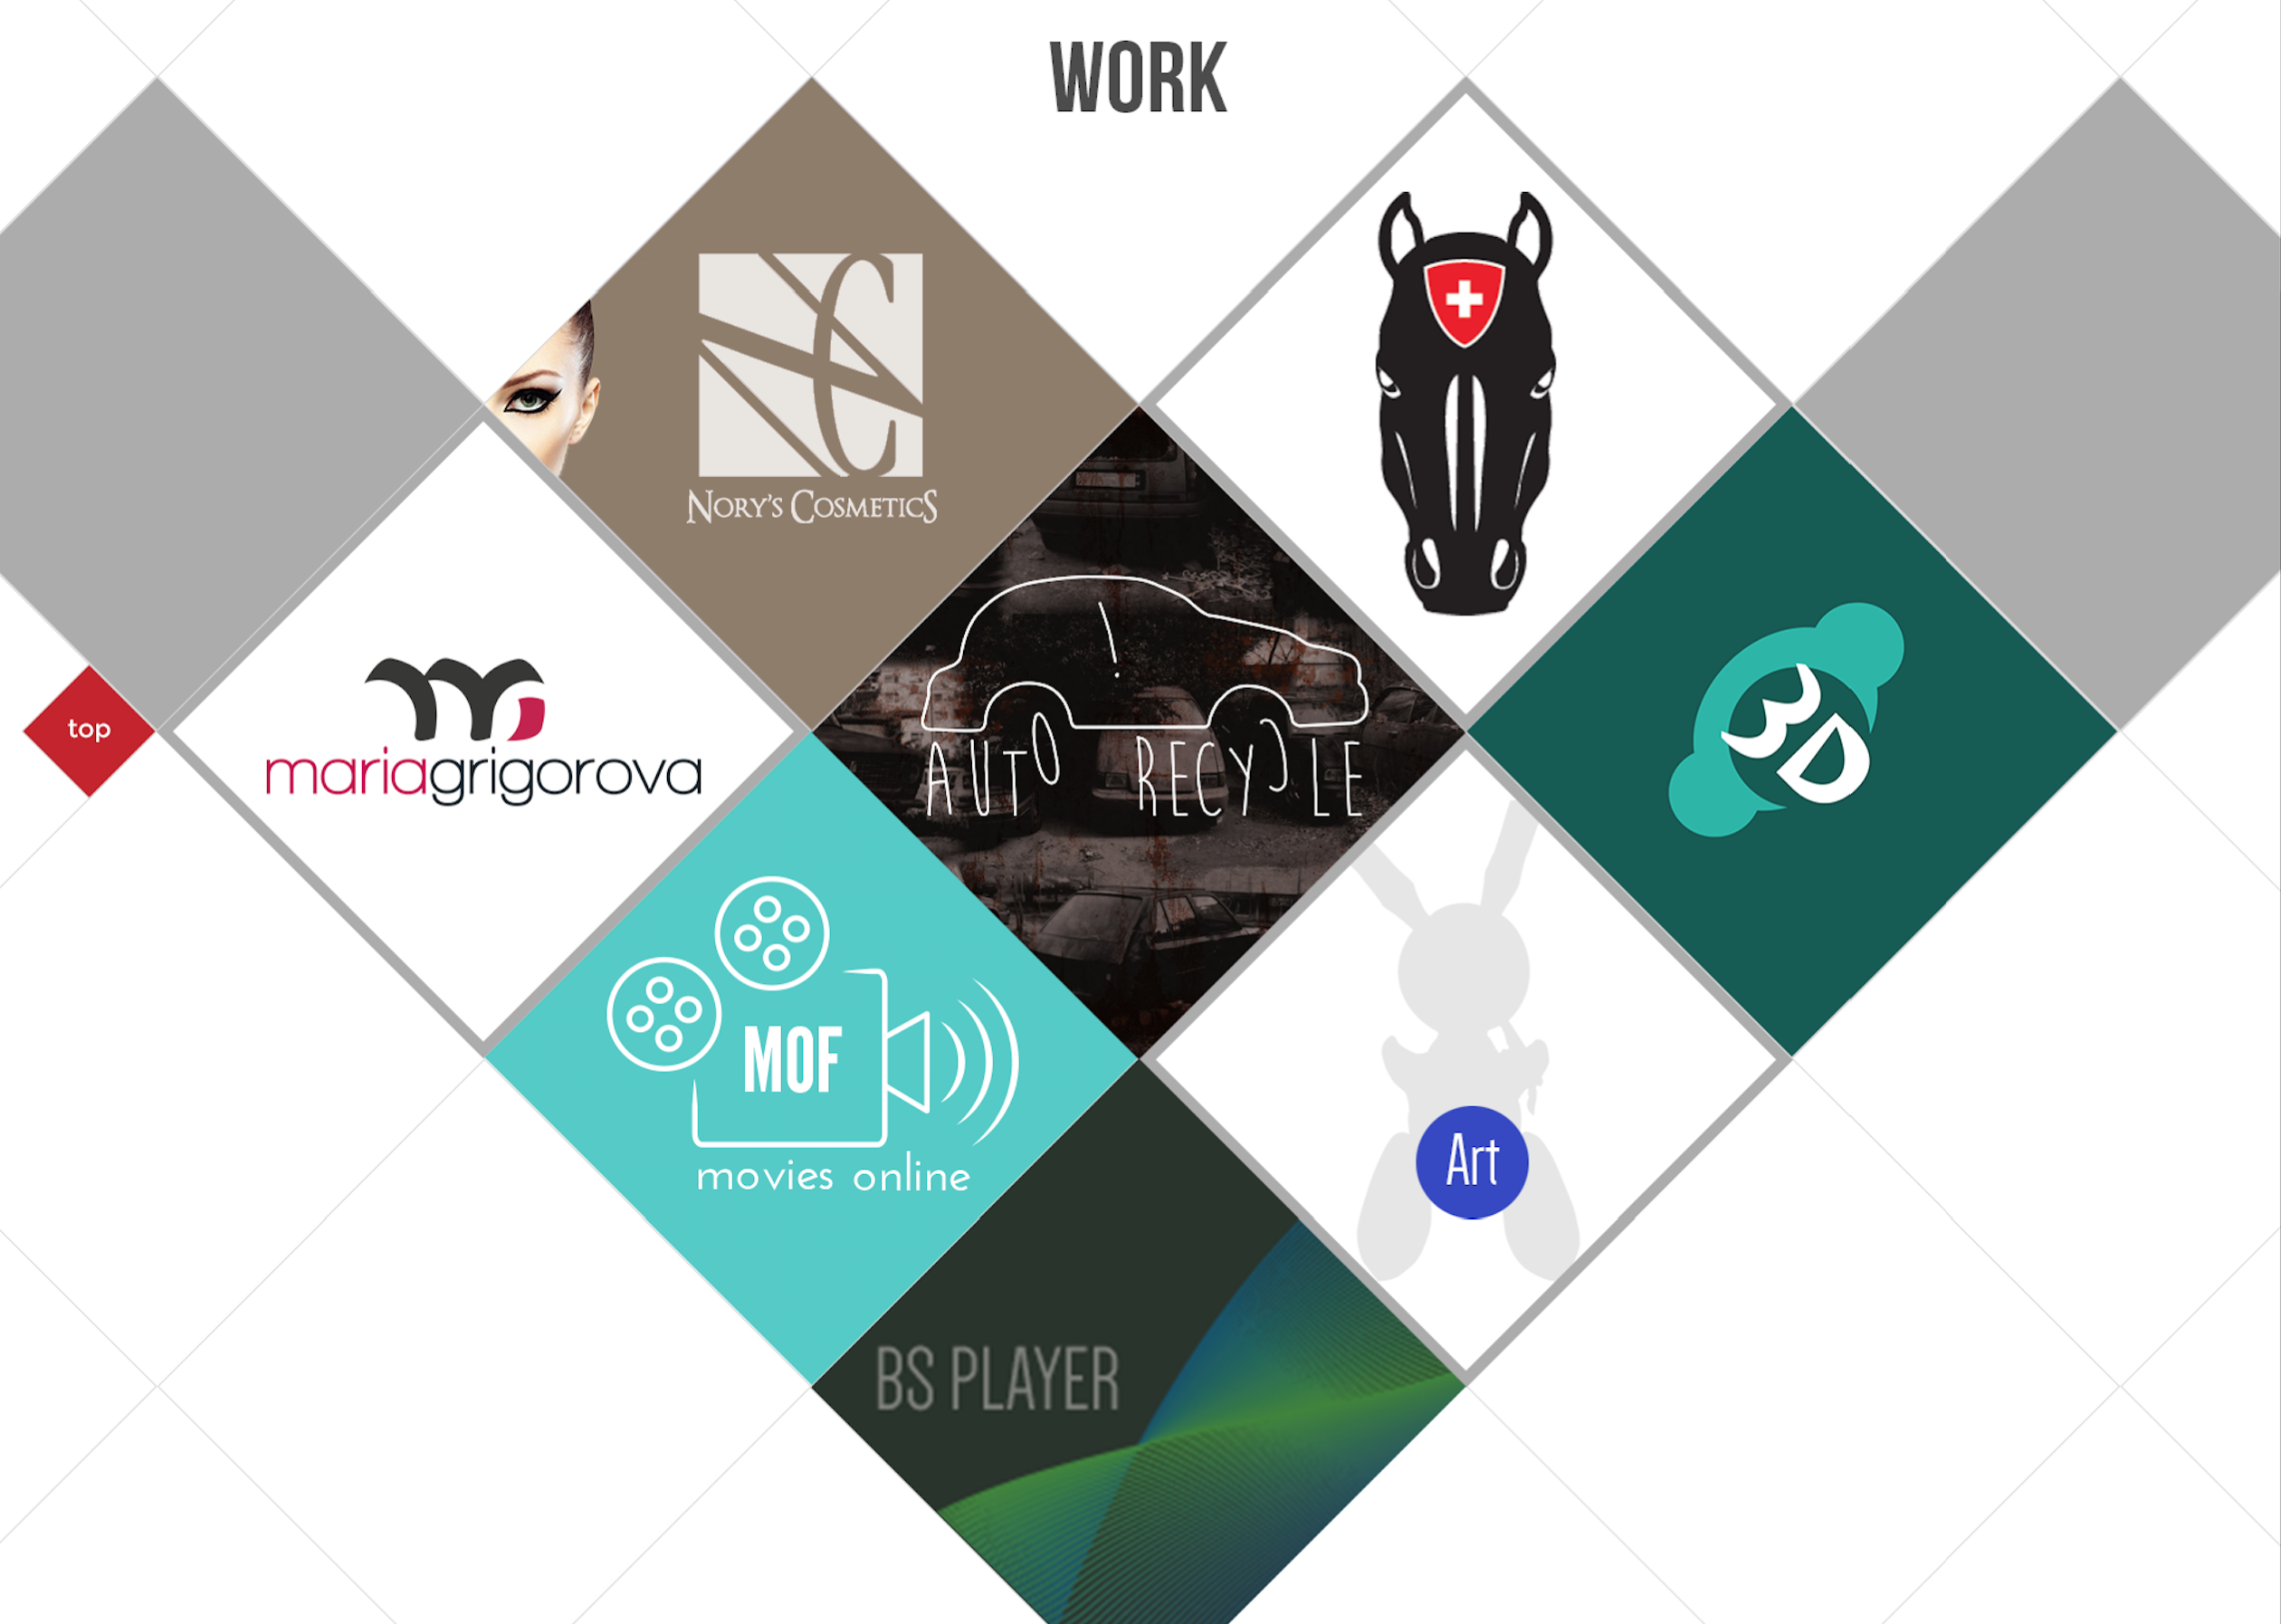 WORK
NORY'S COSMETICS
top
mariagrigorova
AUTO RECYCLE
3D
MOF
movies online
Art
BS PLAYER